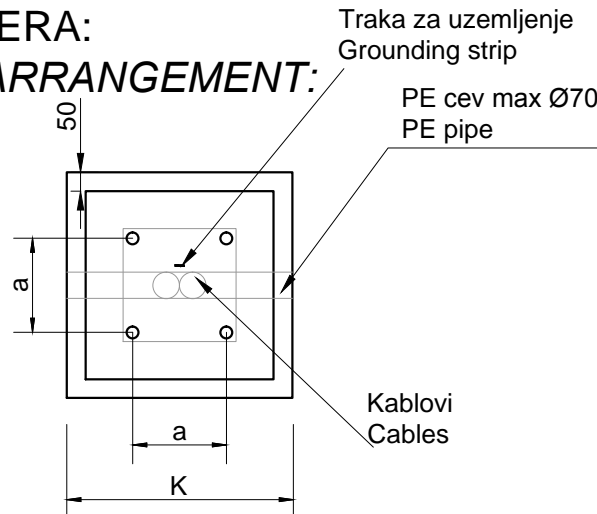 ERA:
ARRANGEMENT:
Traka za uzemljenje
Grounding strip
PE cev max Ø70
PE pipe
50
a
Kablovi
Cables
a
K